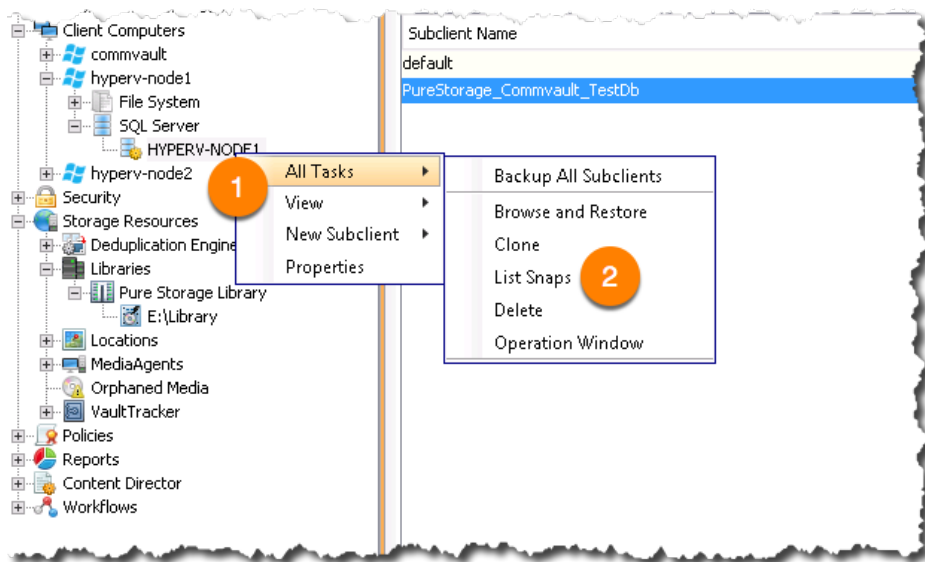 Client Computers
commvault
hyperv-node1
File System
SQL Server
HYPERV-NODE1
hyperv-node2
Security
Storage Resources
Deduplication Engine
Libraries
Pure Storage Library
E:\Library
Locations
MediaAgents
Orphaned Media
VaultTracker
Policies
Reports
Content Director
Workflows
Subclient Name
default
PureStorage_Commvault_TestDb
1
All Tasks
View
New Subclient
Properties
Backup All Subclients
Browse and Restore
Clone
List Snaps
2
Delete
Operation Window